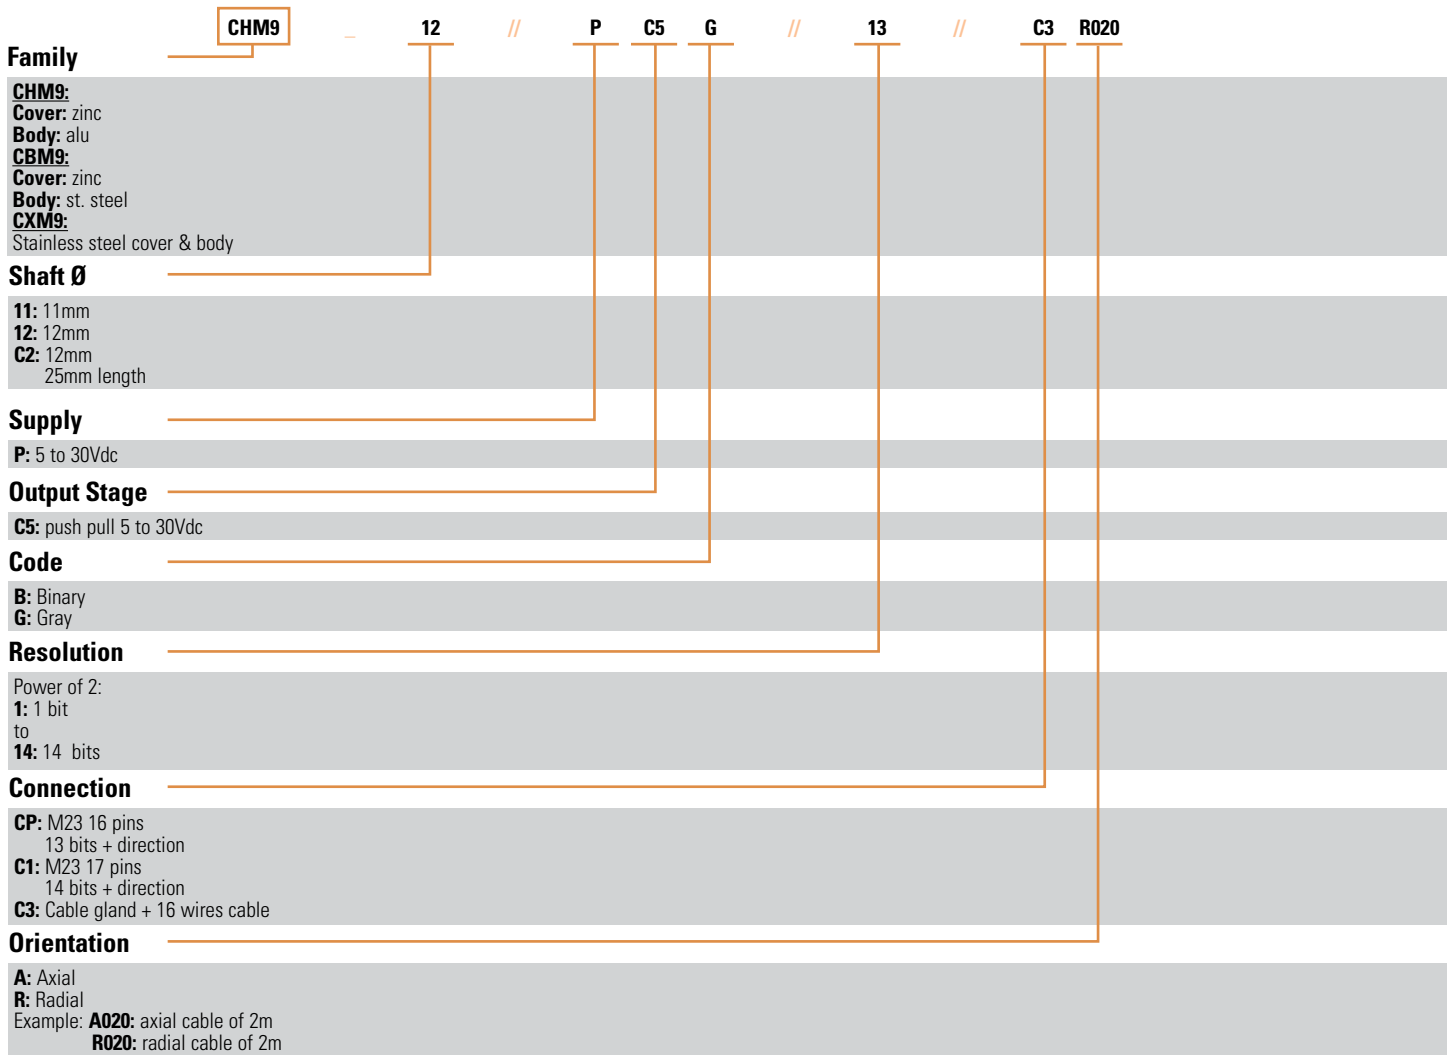 CHM9 _ 12 // P C5 G // 13 // C3 R020
Family
CHM9:
Cover: zinc
Body: alu
CBM9:
Cover: zinc
Body: st. steel
CXM9:
Stainless steel cover & body
Shaft Ø
11: 11mm
12: 12mm
C2: 12mm
25mm length
Supply
P: 5 to 30Vdc
Output Stage
C5: push pull 5 to 30Vdc
Code
B: Binary
G: Gray
Resolution
Power of 2:
1: 1 bit
to
14: 14 bits
Connection
CP: M23 16 pins
13 bits + direction
C1: M23 17 pins
14 bits + direction
C3: Cable gland + 16 wires cable
Orientation
A: Axial
R: Radial
Example: A020: axial cable of 2m
R020: radial cable of 2m